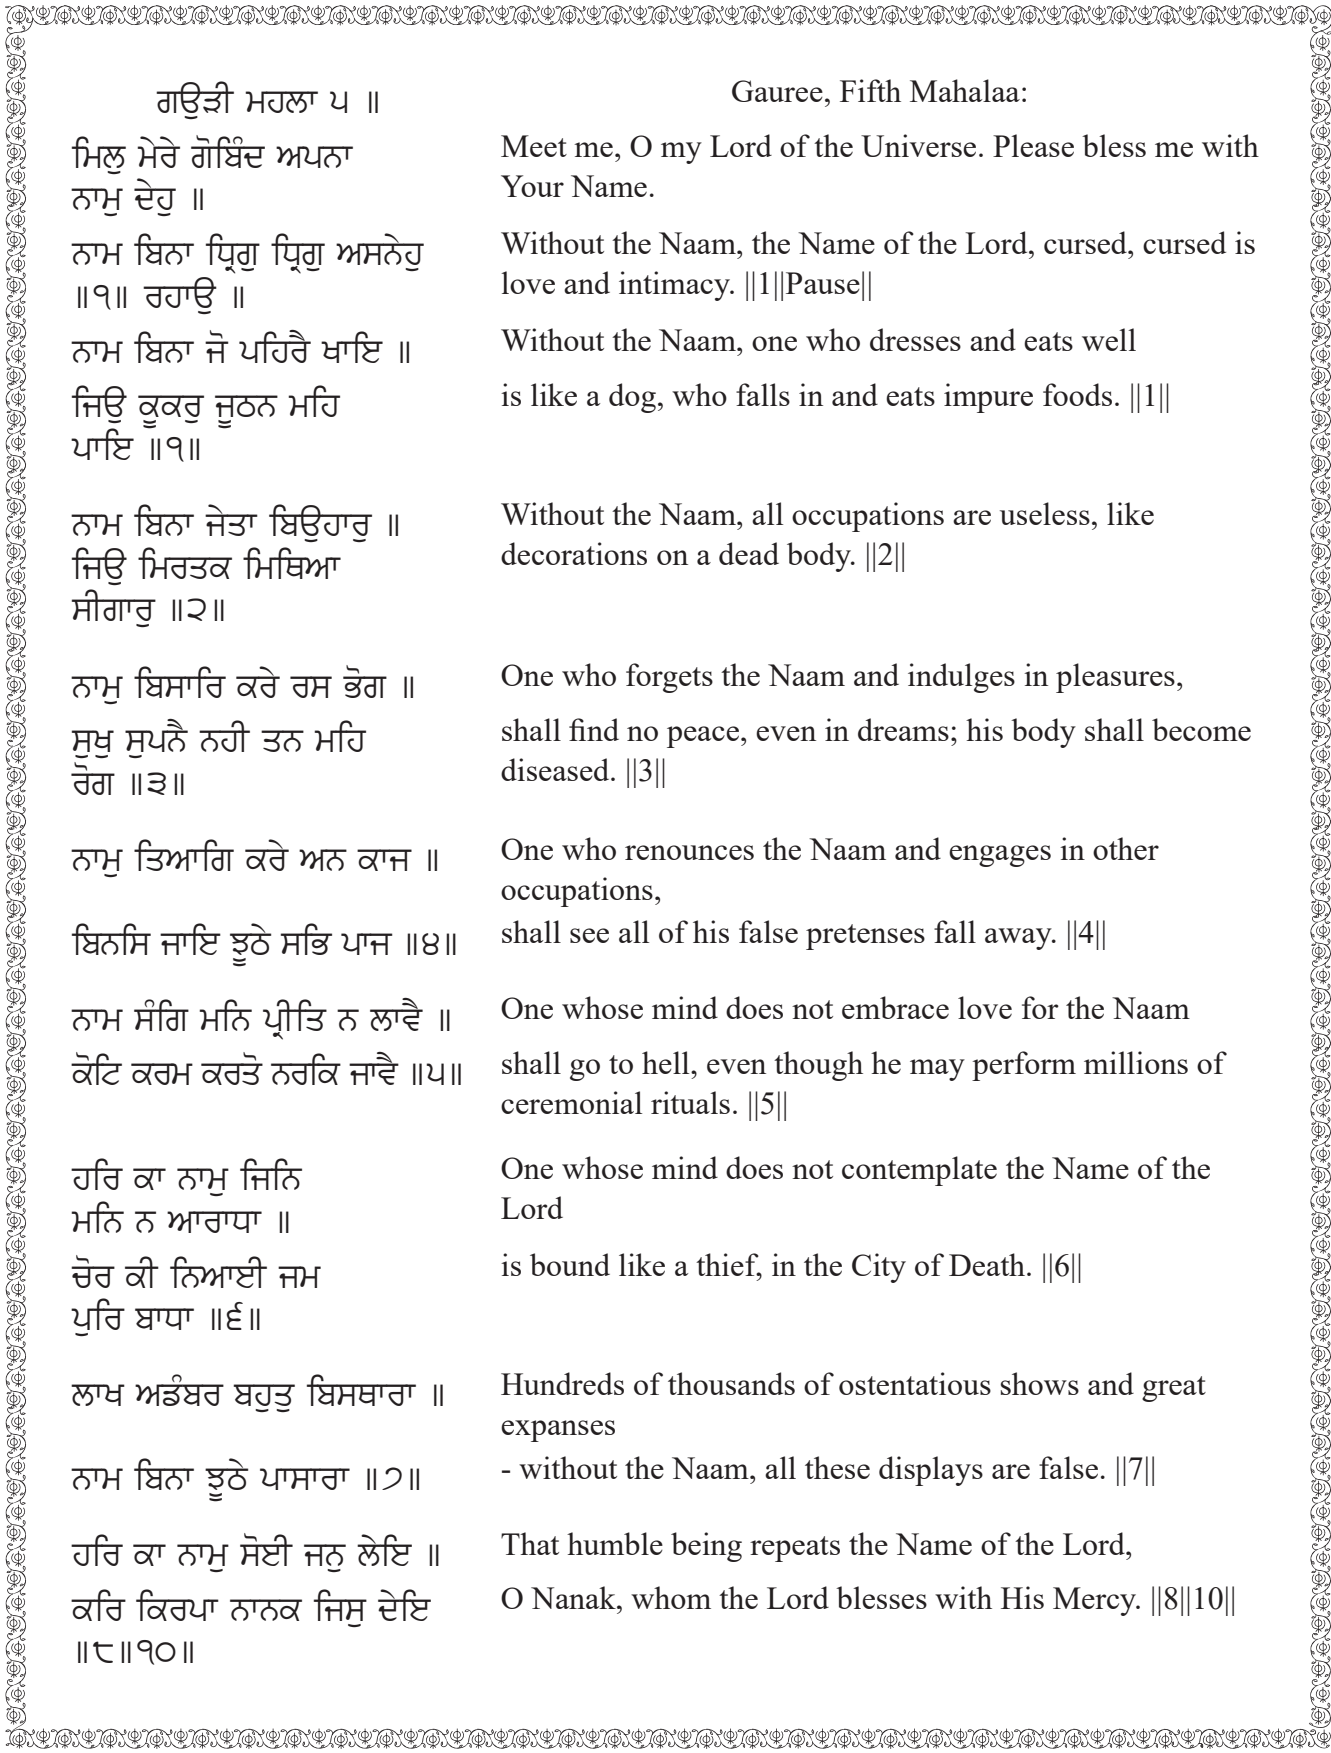 ਗਉੜੀ ਮਹਲਾ ੫ ॥
Gauree, Fifth Mahalaa:
ਮਿਲੁ ਮੇਰੇ ਗੋਬਿੰਦ ਅਪਨਾ
ਨਾਮੁ ਦੇਹੁ ॥
Meet me, O my Lord of the Universe. Please bless me with
Your Name.
ਨਾਮ ਬਿਨਾ ਧ੍ਰਿਗੁ ਧ੍ਰਿਗੁ ਅਸਨੇਹੁ
॥੧॥ ਰਹਾਉ ॥
Without the Naam, the Name of the Lord, cursed, cursed is
love and intimacy. ||1||Pause||
ਨਾਮ ਬਿਨਾ ਜੋ ਪਹਿਰੈ ਖਾਇ ॥
Without the Naam, one who dresses and eats well
ਜਿਉ ਕੂਕਰੁ ਜੂਠਨ ਮਹਿ
ਪਾਇ ॥੧॥
is like a dog, who falls in and eats impure foods. ||1||
ਨਾਮ ਬਿਨਾ ਜੇਤਾ ਬਿਉਹਾਰੁ ॥
ਜਿਉ ਮਿਰਤਕ ਮਿਥਿਆ
ਸੀਗਾਰੁ ॥੨॥
Without the Naam, all occupations are useless, like
decorations on a dead body. ||2||
ਨਾਮੁ ਬਿਸਾਰਿ ਕਰੇ ਰਸ ਭੋਗ ॥
One who forgets the Naam and indulges in pleasures,
ਸੁਖੁ ਸੁਪਨੈ ਨਹੀ ਤਨ ਮਹਿ
ਰੋਗ ॥੩॥
shall find no peace, even in dreams; his body shall become
diseased. ||3||
ਨਾਮੁ ਤਿਆਗਿ ਕਰੇ ਅਨ ਕਾਜ ॥
One who renounces the Naam and engages in other
occupations,
ਬਿਨਸਿ ਜਾਇ ਝੂਠੇ ਸਭਿ ਪਾਜ ॥੪॥
shall see all of his false pretenses fall away. ||4||
ਨਾਮ ਸੰਗਿ ਮਨਿ ਪ੍ਰੀਤਿ ਨ ਲਾਵੈ ॥
One whose mind does not embrace love for the Naam
ਕੋਟਿ ਕਰਮ ਕਰਤੋ ਨਰਕਿ ਜਾਵੈ ॥੫॥
shall go to hell, even though he may perform millions of
ceremonial rituals. ||5||
ਹਰਿ ਕਾ ਨਾਮੁ ਜਿਨਿ
ਮਨਿ ਨ ਆਰਾਧਾ ॥
One whose mind does not contemplate the Name of the
Lord
ਚੋਰ ਕੀ ਨਿਆਈ ਜਮ
ਪੁਰਿ ਬਾਧਾ ॥੬॥
is bound like a thief, in the City of Death. ||6||
ਲਾਖ ਅਡੰਬਰ ਬਹੁਤੁ ਬਿਸਥਾਰਾ ॥
Hundreds of thousands of ostentatious shows and great
expanses
ਨਾਮ ਬਿਨਾ ਝੂਠੇ ਪਾਸਾਰਾ ॥੭॥
- without the Naam, all these displays are false. ||7||
ਹਰਿ ਕਾ ਨਾਮੁ ਸੋਈ ਜਨੁ ਲੇਇ ॥
That humble being repeats the Name of the Lord,
ਕਰਿ ਕਿਰਪਾ ਨਾਨਕ ਜਿਸੁ ਦੇਇ
॥੮॥੧੦॥
O Nanak, whom the Lord blesses with His Mercy. ||8||10||